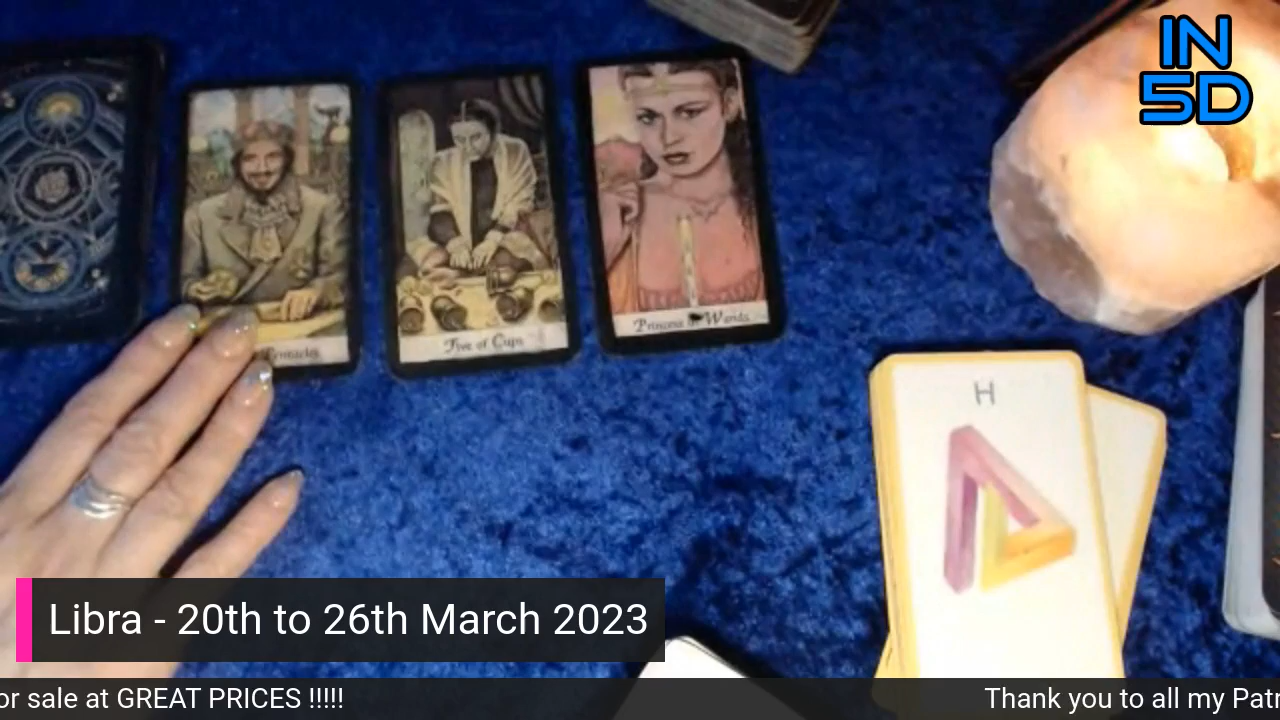 IN
5D
Five of Cups
Princess of Wands
H
Libra - 20th to 26th March 2023
or sale at GREAT PRICES !!!!!
Thank you to all my Patr